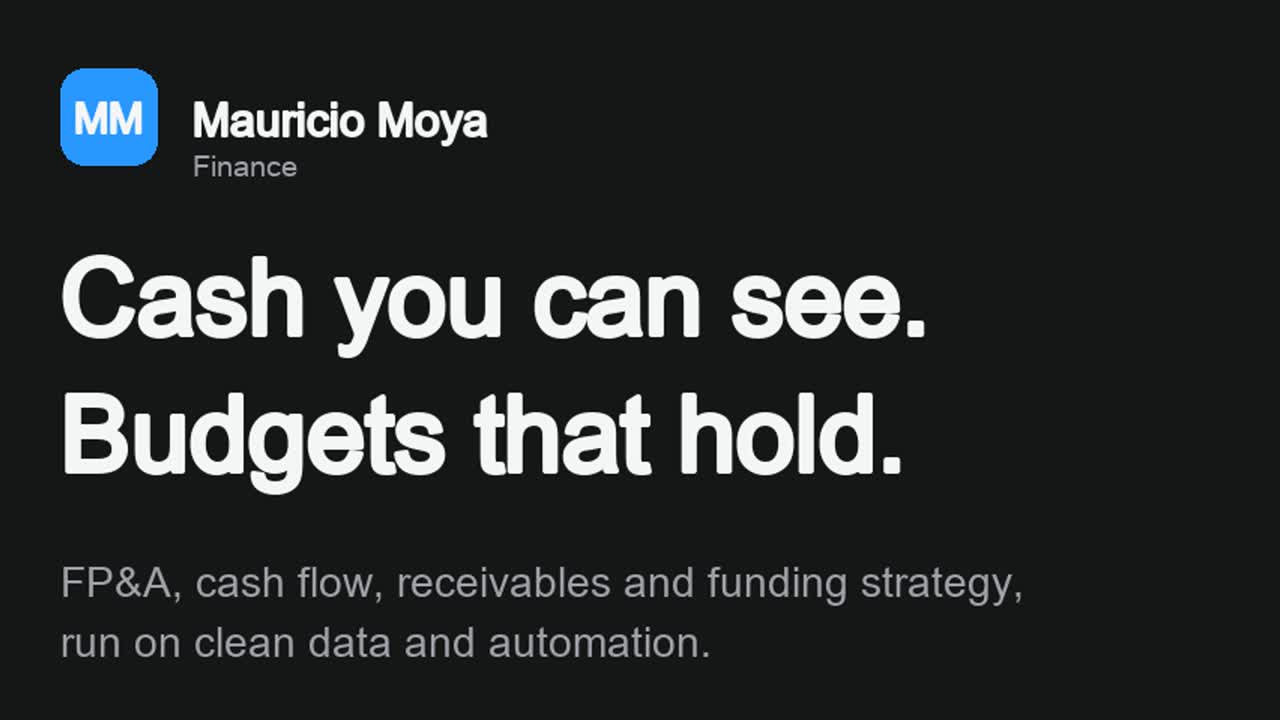 MM
Mauricio Moya
Finance
Cash you can see.
Budgets that hold.
FP&A, cash flow, receivables and funding strategy,
run on clean data and automation.